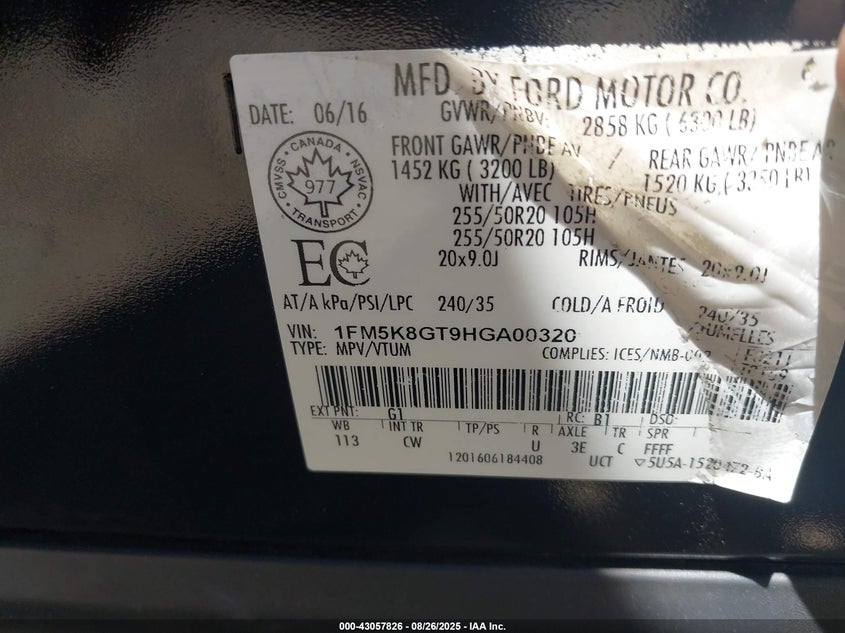 MFD. BY FORD MOTOR CO.
DATE: 06/16
GVWR/PNBV: 2858 KG ( 6300 LB)
FRONT GAWR/PNBE AV
REAR GAWR/ PNBE AR
1452 KG ( 3200 LB)
1520 KG ( 3350 LB)
WITH/AVEC TIRES/PNEUS
255/50R20 105H
255/50R20 105H
20x9.0J RIMS/JANTES 20x9.0J
CMVSS · CANADA · NSVAC
977
TRANSPORT
EC
AT/A kPa/PSI/LPC 240/35 COLD/A FROID 240/35
VIN: 1FM5K8GT9HGA00320
TYPE: MPV/VTUM
COMPLIES: ICES/NMB-002
EXT PNT: G1 RC: B1 DSO:
WB INT TR TP/PS R AXLE TR SPR
113 CW U 3E C FFFF
1201606184408 UCT
000-43057826 - 08/26/2025 - IAA Inc.